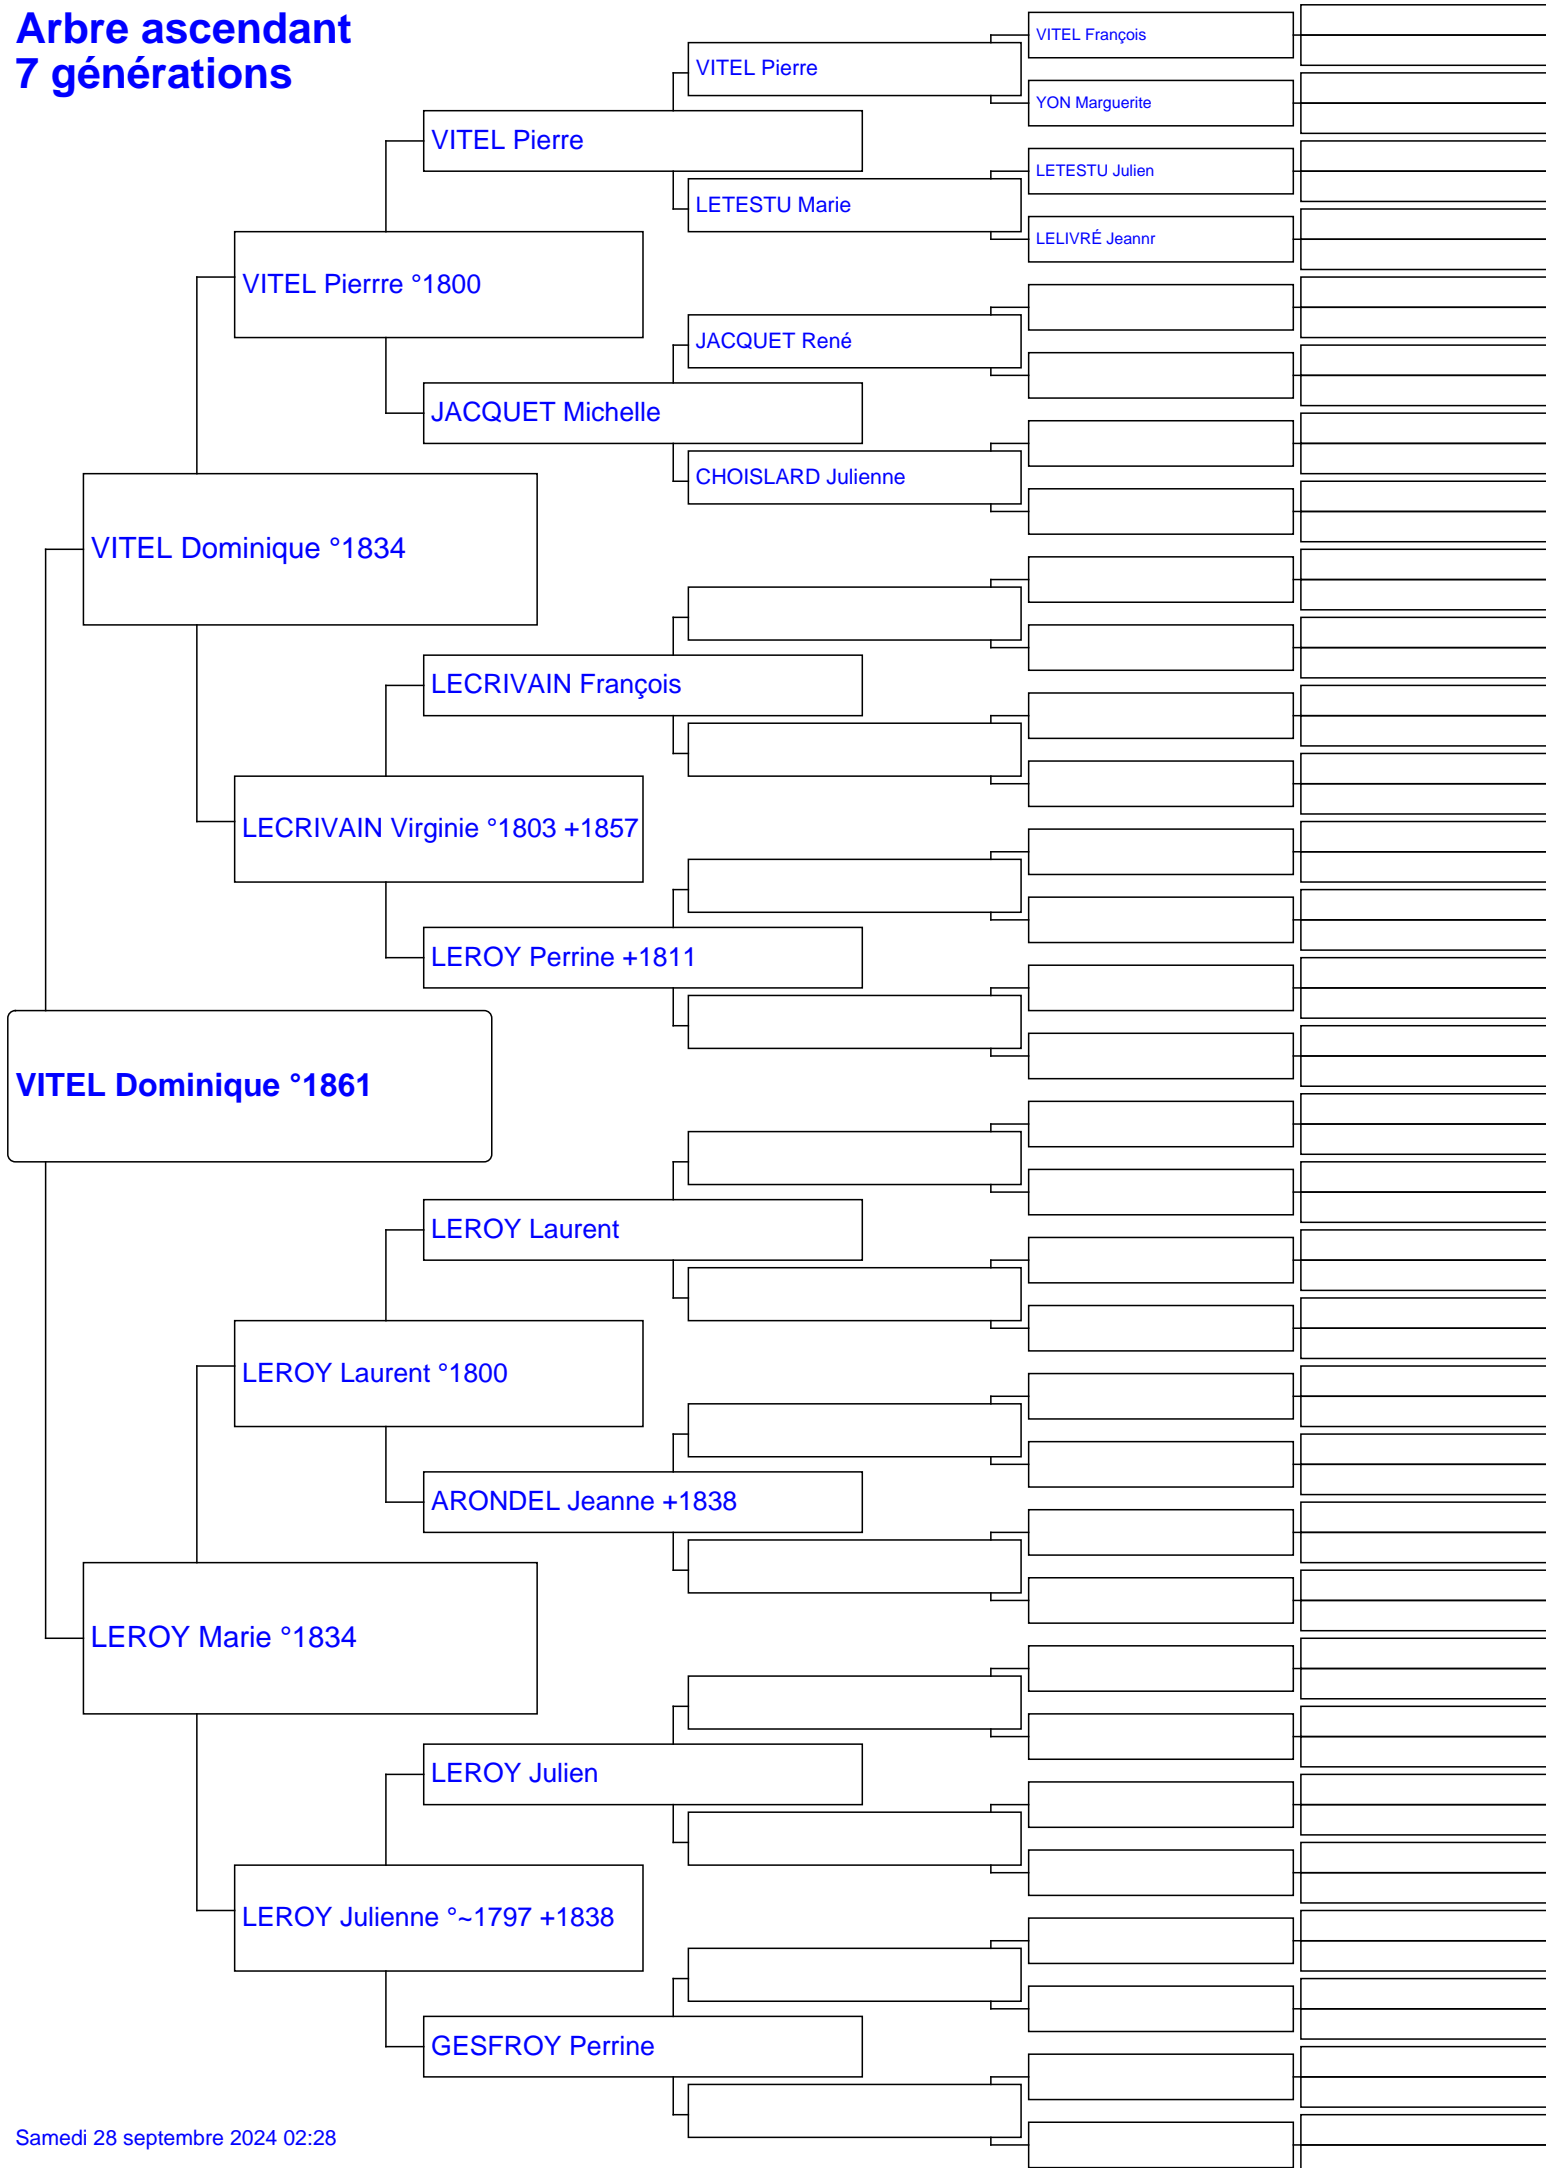 Arbre ascendant
7 générations
VITEL François
VITEL Pierre
YON Marguerite
VITEL Pierre
LETESTU Julien
LETESTU Marie
LELIVRÉ Jeannr
VITEL Pierrre °1800
JACQUET René
JACQUET Michelle
CHOISLARD Julienne
VITEL Dominique °1834
LECRIVAIN François
LECRIVAIN Virginie °1803 +1857
LEROY Perrine +1811
VITEL Dominique °1861
LEROY Laurent
LEROY Laurent °1800
ARONDEL Jeanne +1838
LEROY Marie °1834
LEROY Julien
LEROY Julienne °~1797 +1838
GESFROY Perrine
Samedi 28 septembre 2024 02:28